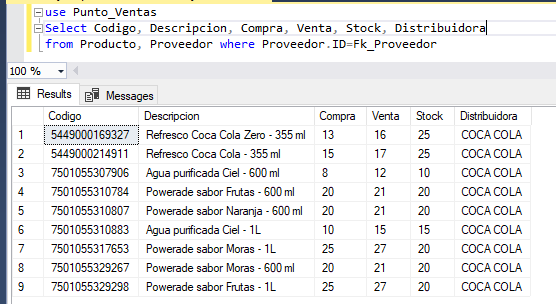 use Punto_Ventas
Select Codigo, Descripcion, Compra, Venta, Stock, Distribuidora
from Producto, Proveedor where Proveedor.ID=Fk_Proveedor
100 %
Results Messages
Codigo Descripcion Compra Venta Stock Distribuidora
1 5449000169327 Refresco Coca Cola Zero - 355 ml 13 16 25 COCA COLA
2 5449000214911 Refresco Coca Cola - 355 ml 15 17 25 COCA COLA
3 7501055307906 Agua purificada Ciel - 600 ml 8 12 10 COCA COLA
4 7501055310784 Powerade sabor Frutas - 600 ml 20 21 20 COCA COLA
5 7501055310807 Powerade sabor Naranja - 600 ml 20 21 20 COCA COLA
6 7501055310883 Agua purificada Ciel - 1L 10 15 15 COCA COLA
7 7501055317653 Powerade sabor Moras - 1L 25 27 20 COCA COLA
8 7501055329267 Powerade sabor Moras - 600 ml 20 21 20 COCA COLA
9 7501055329298 Powerade sabor Frutas - 1L 25 27 20 COCA COLA